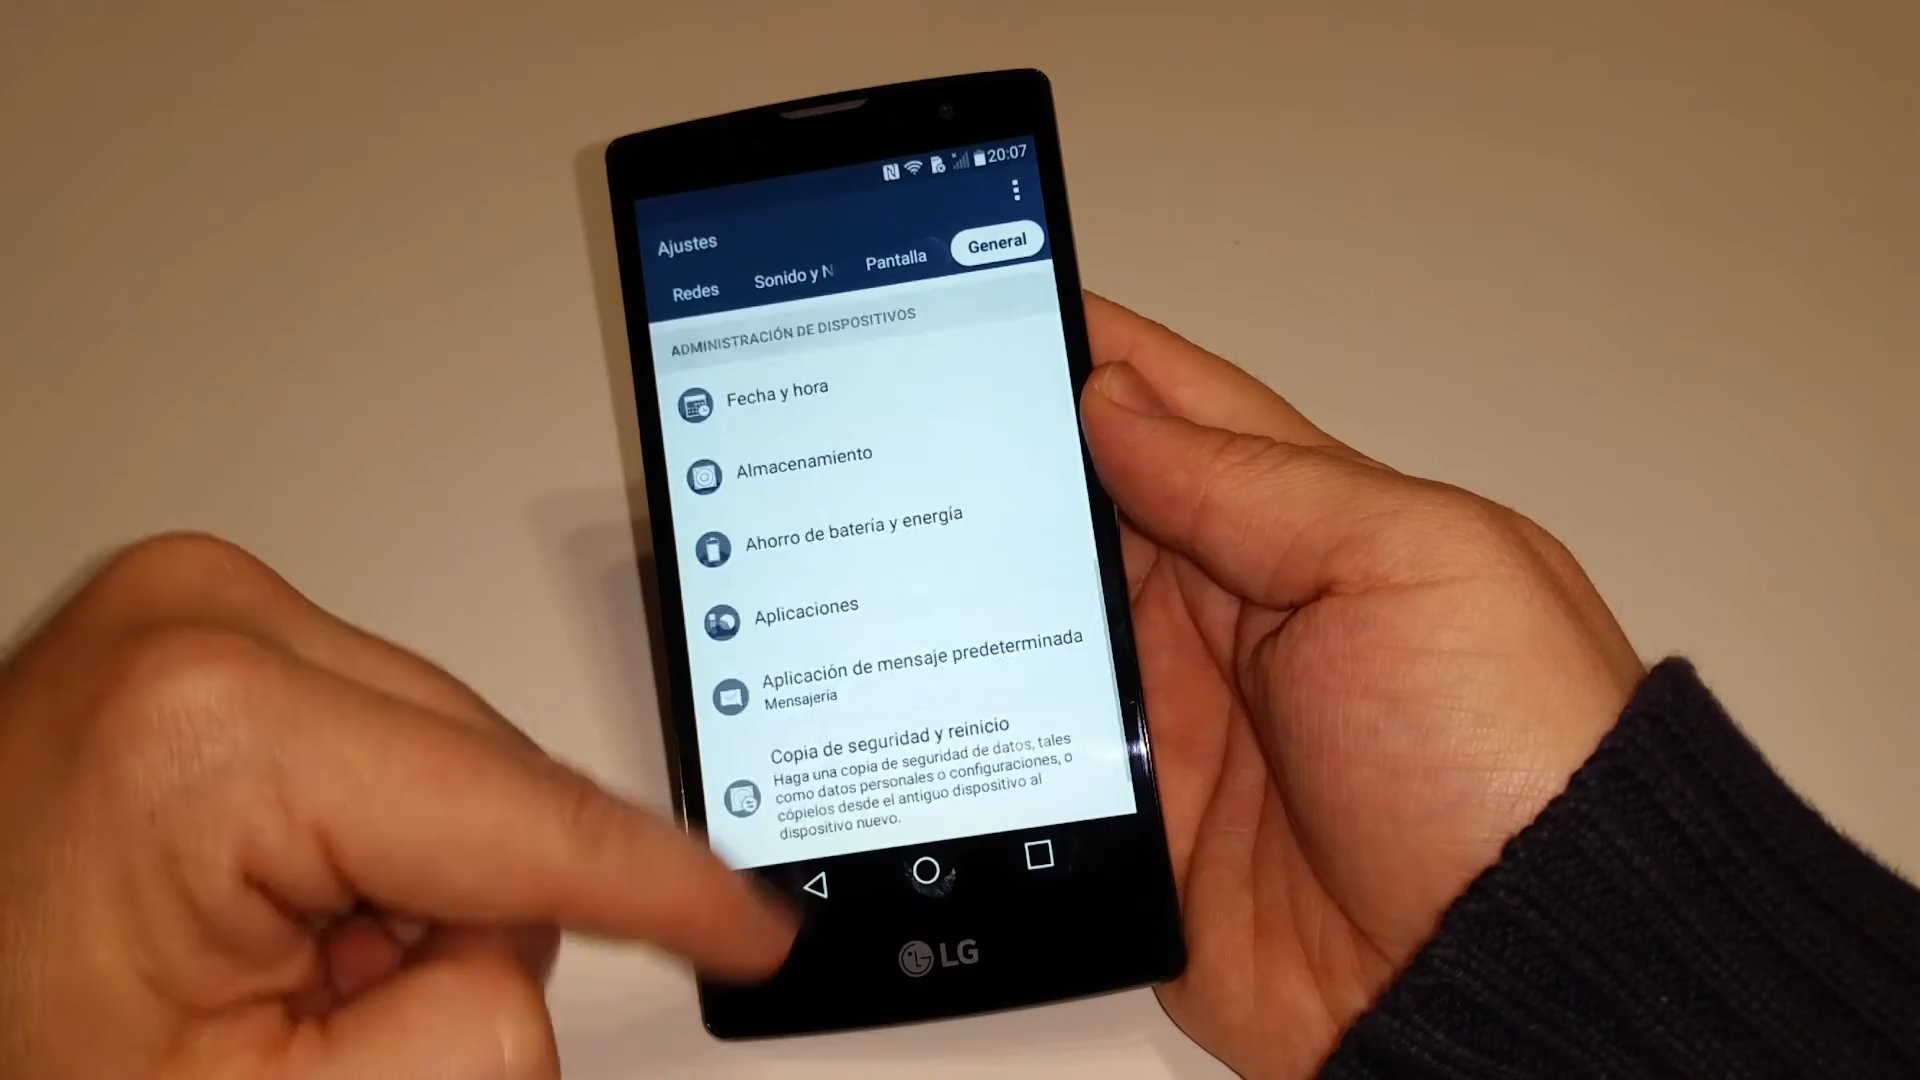 20:07
Ajustes
Redes
Sonido y N
Pantalla
General
ADMINISTRACIÓN DE DISPOSITIVOS
Fecha y hora
Almacenamiento
Ahorro de batería y energía
Aplicaciones
Aplicación de mensaje predeterminada
Mensajería
Copia de seguridad y reinicio
Haga una copia de seguridad de datos, tales
como datos personales o configuraciones, o
cópielos desde el antiguo dispositivo al
dispositivo nuevo.
LG